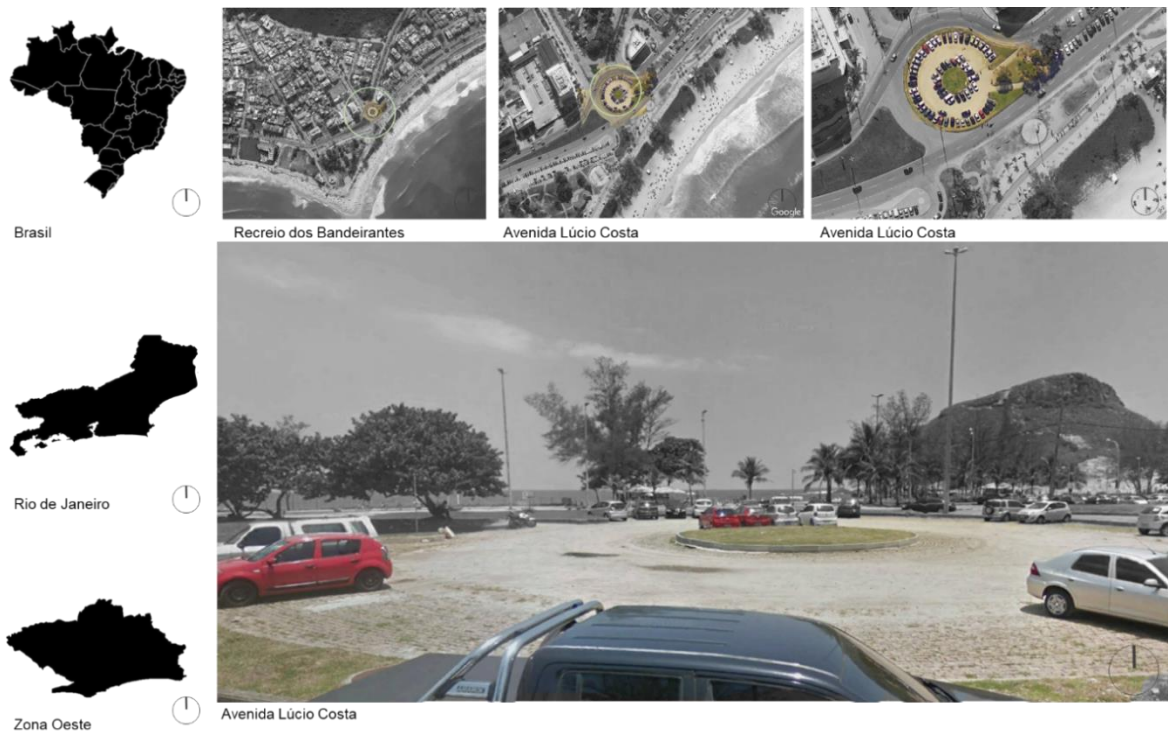 Brasil
Recreio dos Bandeirantes
Avenida Lúcio Costa
Avenida Lúcio Costa
Google
Rio de Janeiro
Zona Oeste
Avenida Lúcio Costa